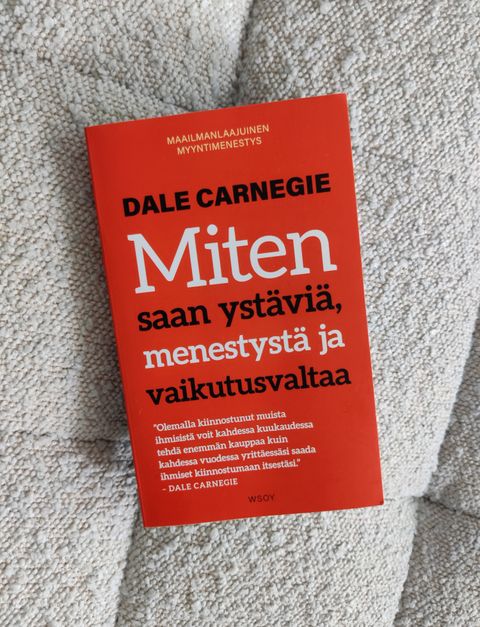 MAAILMANLAAJUINEN
MYYNTIMENESTYS
DALE CARNEGIE
Miten
saan ystäviä,
menestystä ja
vaikutusvaltaa
"Olemalla kiinnostunut muista
ihmisistä voit kahdessa kuukaudessa
tehdä enemmän kauppaa kuin
kahdessa vuodessa yrittäessäsi saada
ihmiset kiinnostumaan itsestäsi."
– DALE CARNEGIE
WSOY